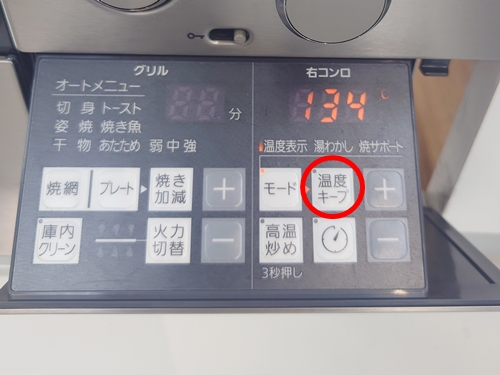 グリル
オートメニュー
切身 トースト
姿焼 焼き魚
干物 あたため 弱中強
分
焼網 プレート 焼き加減
庫内クリーン 火力切替
右コンロ
134℃
温度表示 湯わかし 焼サポート
モード 温度キープ
高温炒め
3秒押し